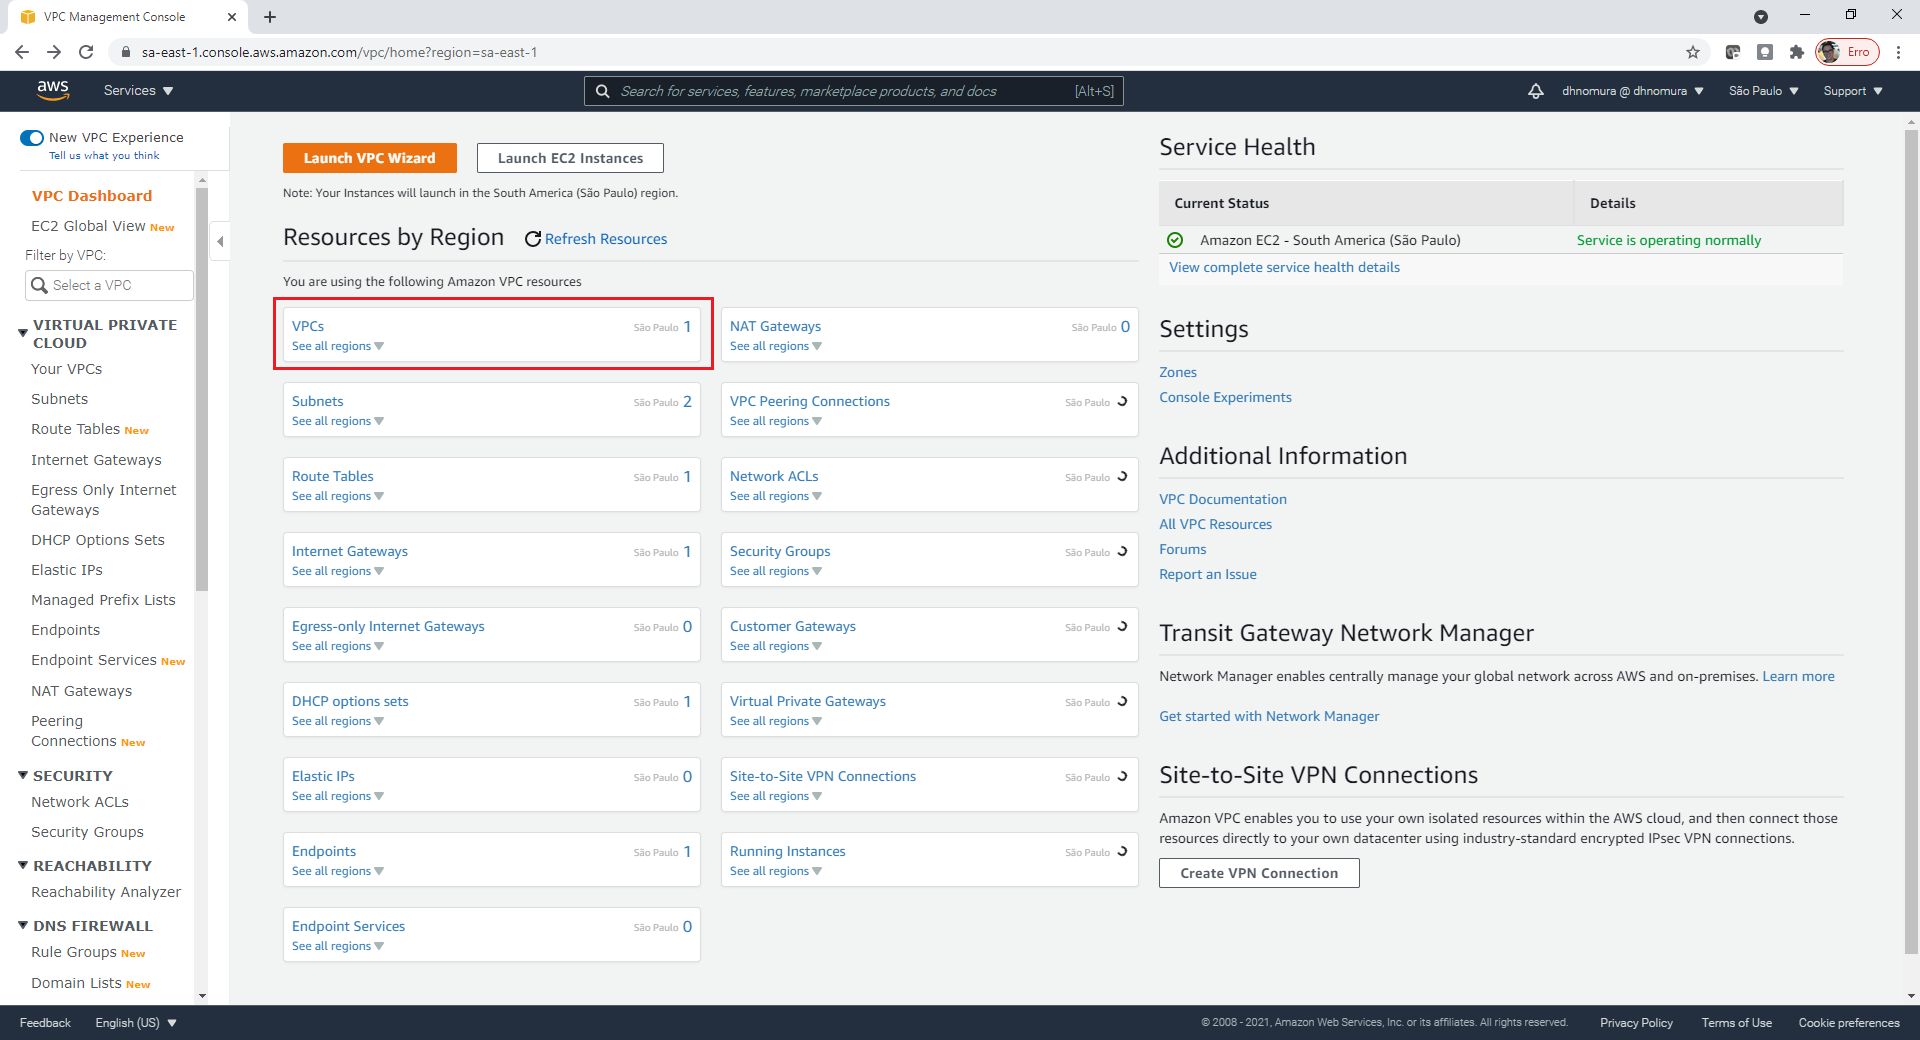 VPC Management Console
sa-east-1.console.aws.amazon.com/vpc/home?region=sa-east-1
Erro
aws
Services
Search for services, features, marketplace products, and docs
[Alt+S]
dhnomura @ dhnomura
São Paulo
Support
New VPC Experience
Tell us what you think
VPC Dashboard
EC2 Global View New
Filter by VPC:
Select a VPC
VIRTUAL PRIVATE
CLOUD
Your VPCs
Subnets
Route Tables New
Internet Gateways
Egress Only Internet
Gateways
DHCP Options Sets
Elastic IPs
Managed Prefix Lists
Endpoints
Endpoint Services New
NAT Gateways
Peering
Connections New
SECURITY
Network ACLs
Security Groups
REACHABILITY
Reachability Analyzer
DNS FIREWALL
Rule Groups New
Domain Lists New
Launch VPC Wizard
Launch EC2 Instances
Note: Your Instances will launch in the South America (São Paulo) region.
Resources by Region
Refresh Resources
You are using the following Amazon VPC resources
VPCs São Paulo 1
See all regions
NAT Gateways São Paulo 0
See all regions
Subnets São Paulo 2
See all regions
VPC Peering Connections São Paulo
See all regions
Route Tables São Paulo 1
See all regions
Network ACLs São Paulo
See all regions
Internet Gateways São Paulo 1
See all regions
Security Groups São Paulo
See all regions
Egress-only Internet Gateways São Paulo 0
See all regions
Customer Gateways São Paulo
See all regions
DHCP options sets São Paulo 1
See all regions
Virtual Private Gateways São Paulo
See all regions
Elastic IPs São Paulo 0
See all regions
Site-to-Site VPN Connections São Paulo
See all regions
Endpoints São Paulo 1
See all regions
Running Instances São Paulo
See all regions
Endpoint Services São Paulo 0
See all regions
Service Health
Current Status Details
Amazon EC2 - South America (São Paulo) Service is operating normally
View complete service health details
Settings
Zones
Console Experiments
Additional Information
VPC Documentation
All VPC Resources
Forums
Report an Issue
Transit Gateway Network Manager
Network Manager enables centrally manage your global network across AWS and on-premises. Learn more
Get started with Network Manager
Site-to-Site VPN Connections
Amazon VPC enables you to use your own isolated resources within the AWS cloud, and then connect those
resources directly to your own datacenter using industry-standard encrypted IPsec VPN connections.
Create VPN Connection
Feedback
English (US)
© 2008 - 2021, Amazon Web Services, Inc. or its affiliates. All rights reserved.
Privacy Policy
Terms of Use
Cookie preferences